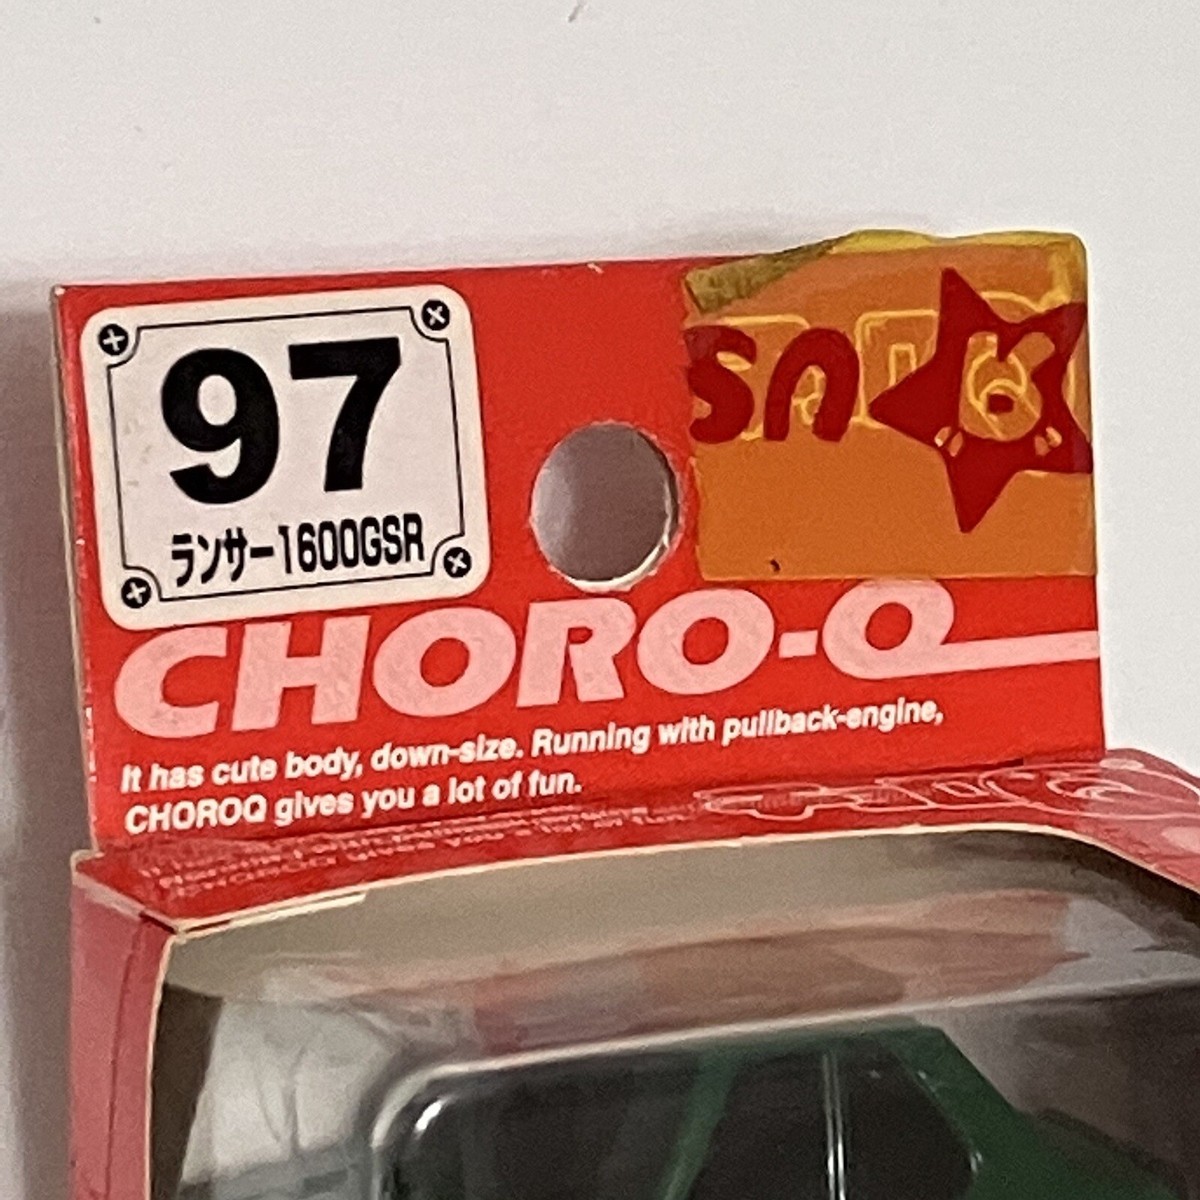 97
ランサー1600GSR
CHORO-Q
It has cute body, down-size. Running with pullback-engine,
CHOROQ gives you a lot of fun.